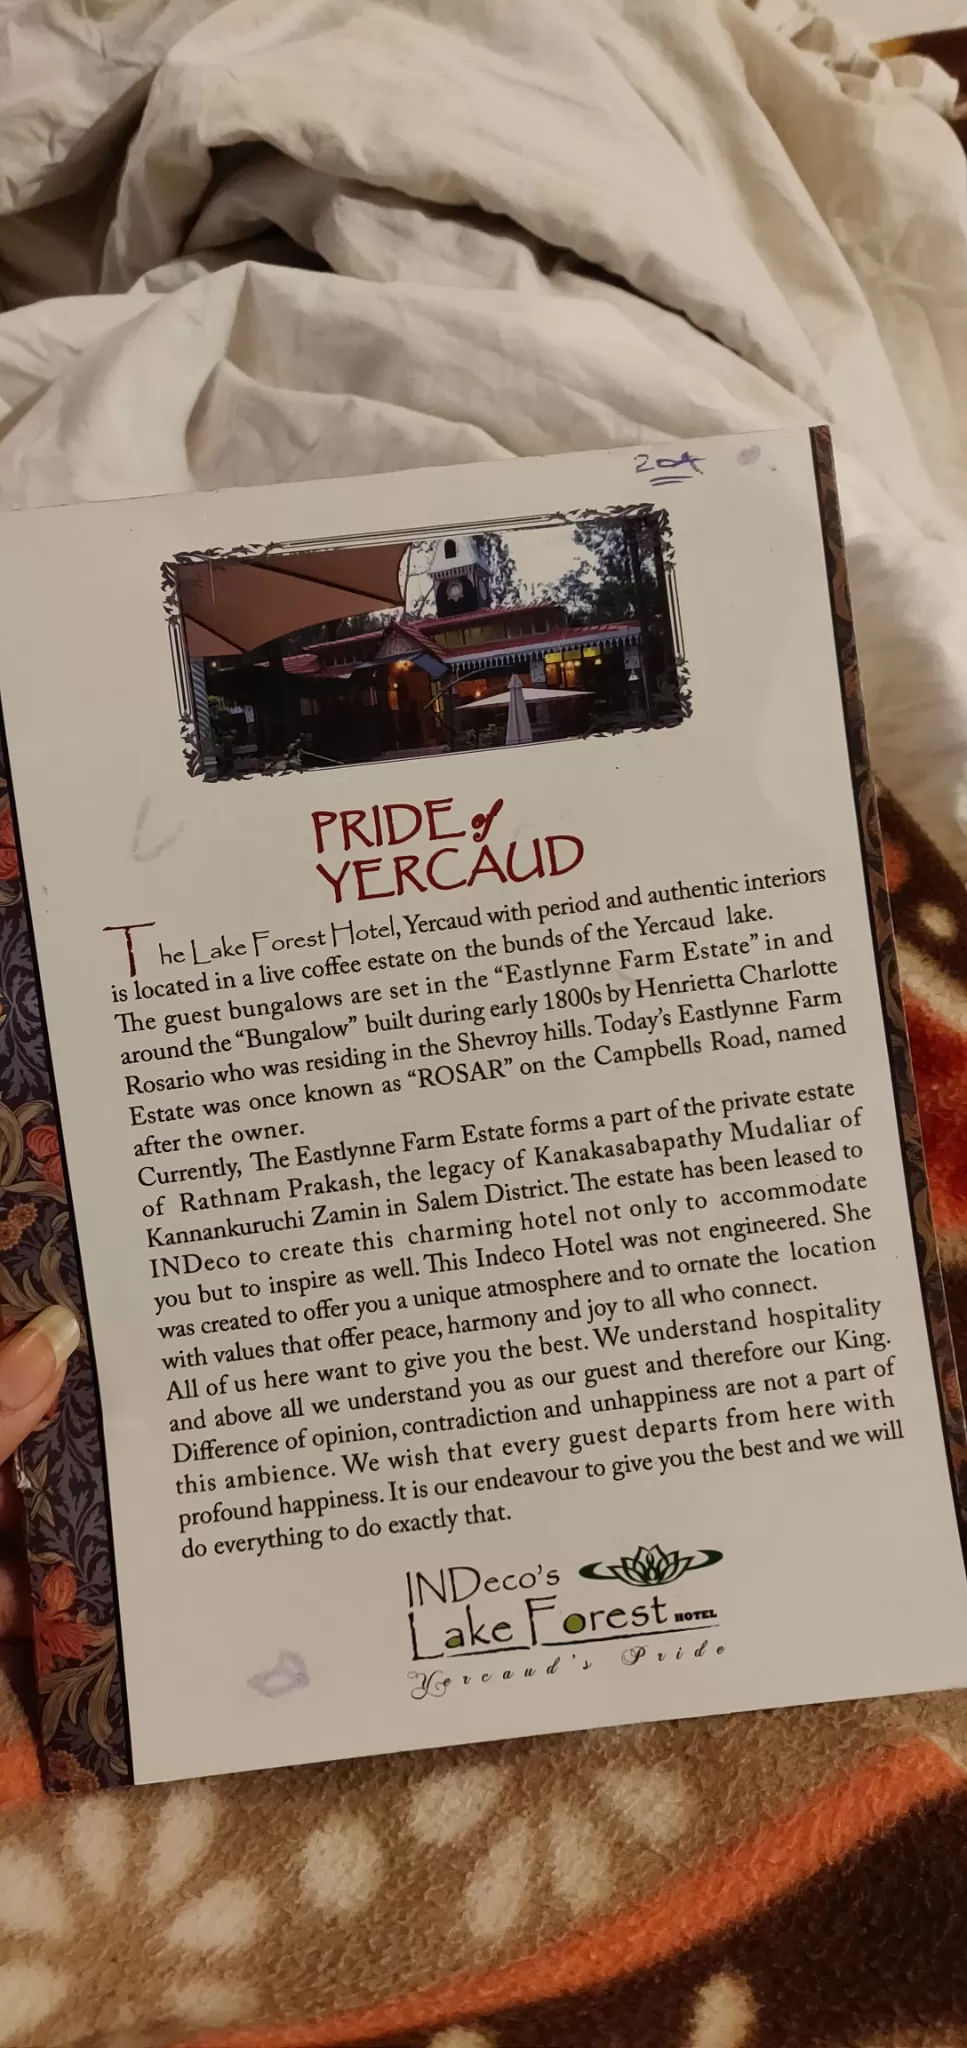 PRIDE of
YERCAUD
The Lake Forest Hotel, Yercaud with period and authentic interiors
is located in a live coffee estate on the bunds of the Yercaud lake.
The guest bungalows are set in the “Eastlynne Farm Estate” in and
around the “Bungalow” built during early 1800s by Henrietta Charlotte
Rosario who was residing in the Shevroy hills. Today’s Eastlynne Farm
Estate was once known as “ROSAR” on the Campbells Road, named
after the owner.
Currently, The Eastlynne Farm Estate forms a part of the private estate
of Rathnam Prakash, the legacy of Kanakasabapathy Mudaliar of
Kannankuruchi Zamin in Salem District. The estate has been leased to
INDeco to create this charming hotel not only to accommodate
you but to inspire as well. This Indeco Hotel was not engineered. She
was created to offer you a unique atmosphere and to ornate the location
with values that offer peace, harmony and joy to all who connect.
All of us here want to give you the best. We understand hospitality
and above all we understand you as our guest and therefore our King.
Difference of opinion, contradiction and unhappiness are not a part of
this ambience. We wish that every guest departs from here with
profound happiness. It is our endeavour to give you the best and we will
do everything to do exactly that.
INDeco’s
Lake Forest HOTEL
Yercaud's Pride